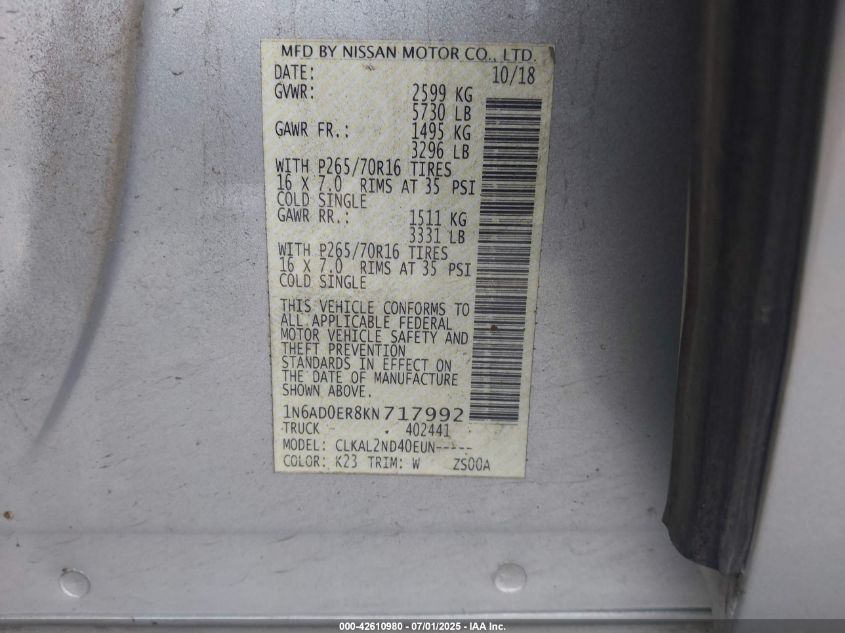 MFD BY NISSAN MOTOR CO., LTD.
DATE: 10/18
GVWR: 2599 KG
5730 LB
GAWR FR.: 1495 KG
3296 LB
WITH P265/70R16 TIRES
16 X 7.0 RIMS AT 35 PSI
COLD SINGLE
GAWR RR.: 1511 KG
3331 LB
WITH P265/70R16 TIRES
16 X 7.0 RIMS AT 35 PSI
COLD SINGLE
THIS VEHICLE CONFORMS TO
ALL APPLICABLE FEDERAL
MOTOR VEHICLE SAFETY AND
THEFT PREVENTION
STANDARDS IN EFFECT ON
THE DATE OF MANUFACTURE
SHOWN ABOVE.
1N6AD0ER8KN717992
TRUCK 402441
MODEL: CLKAL2ND40EUN-----
COLOR: K23 TRIM: W ZS00A
000-42610980 - 07/01/2025 - IAA Inc.